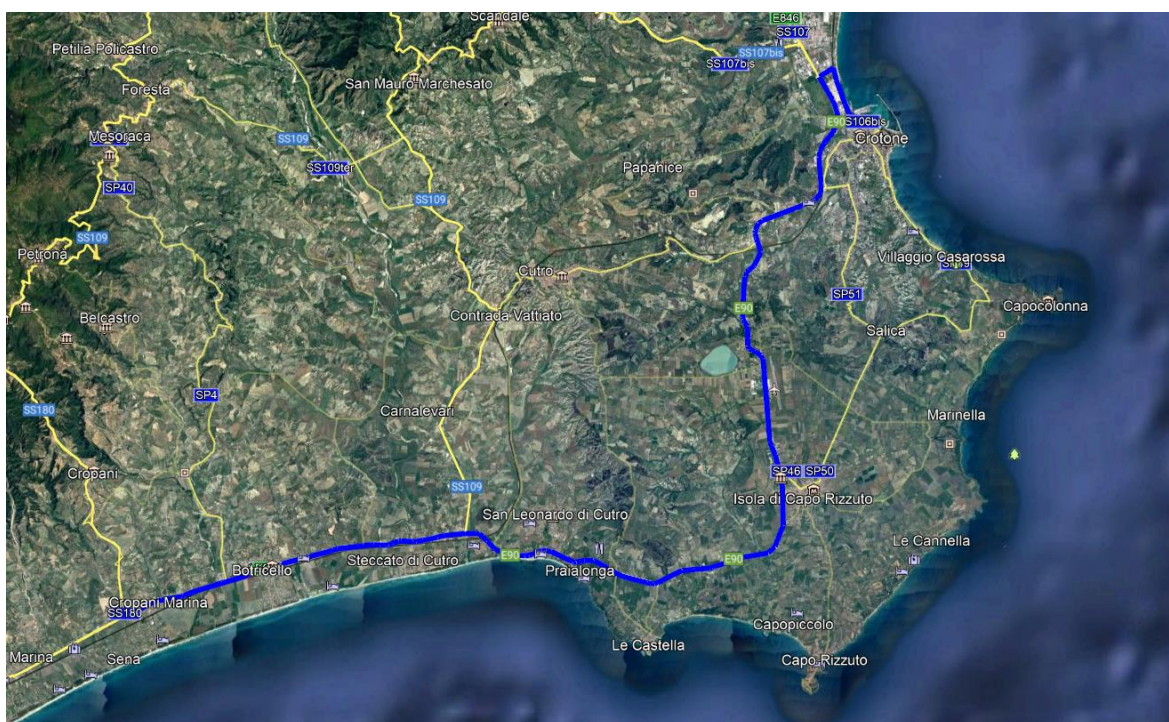 Scandale
E846
SS107
SS107bis
SS107bis
Petilia Policastro
San Mauro Marchesato
Foresta
E90
S106bis
Crotone
Mesoraca
SS109
SS109ter
Papanice
SP40
SS109
SS109
Petronà
Villaggio Casarossa
Cutro
SP51
Capocolonna
E90
Belcastro
Contrada Vattiato
Salica
SP4
SS180
Carnalevari
Marinella
Cropani
SP46
SP50
SS109
Isola di Capo Rizzuto
San Leonardo di Cutro
Le Cannella
E90
E90
Steccato di Cutro
Botricello
Praialonga
Cropani Marina
SS180
Capopiccolo
Marina
Sena
Le Castella
Capo Rizzuto